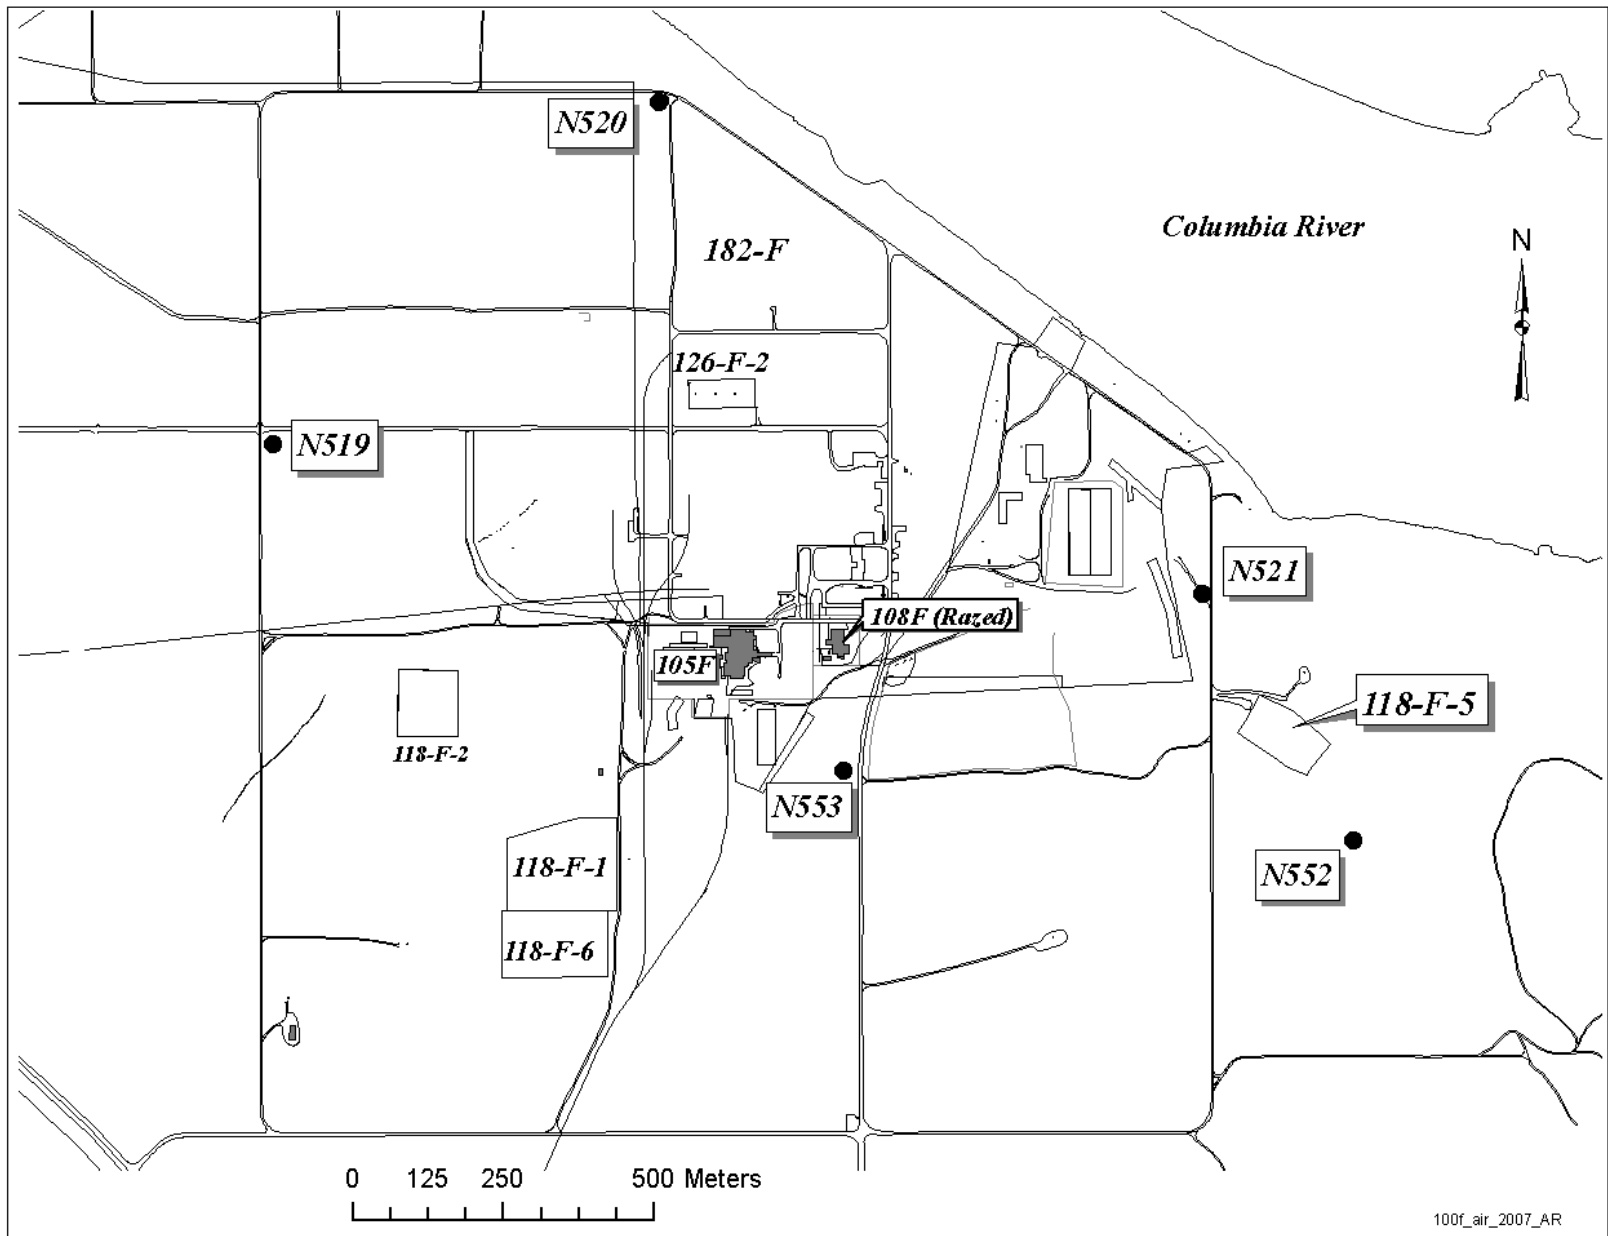 N520
Columbia River
N
182-F
126-F-2
N519
N521
108F (Razed)
105F
118-F-5
118-F-2
N553
118-F-1
N552
118-F-6
0 125 250 500 Meters
100f_air_2007_AR